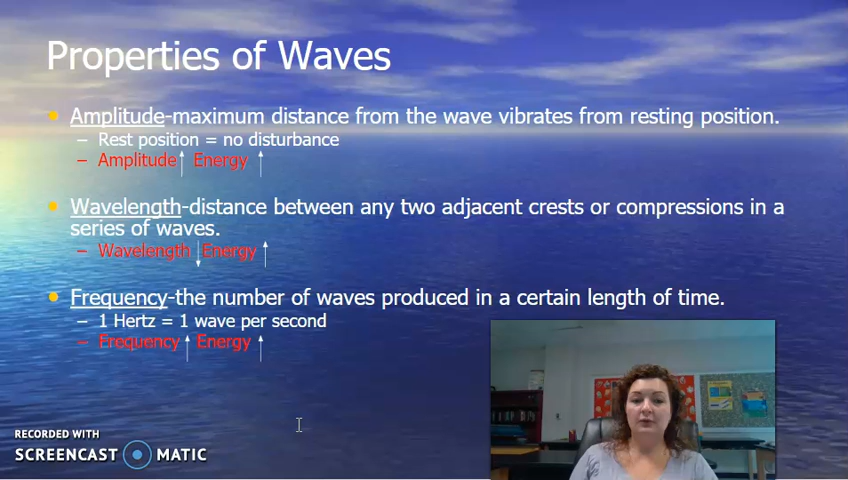 Properties of Waves
• Amplitude-maximum distance from the wave vibrates from resting position.
– Rest position = no disturbance
– Amplitude↑ Energy ↑
• Wavelength-distance between any two adjacent crests or compressions in a
series of waves.
– Wavelength ↓Energy ↑
• Frequency-the number of waves produced in a certain length of time.
– 1 Hertz = 1 wave per second
– Frequency ↑ Energy ↑
RECORDED WITH
SCREENCAST MATIC